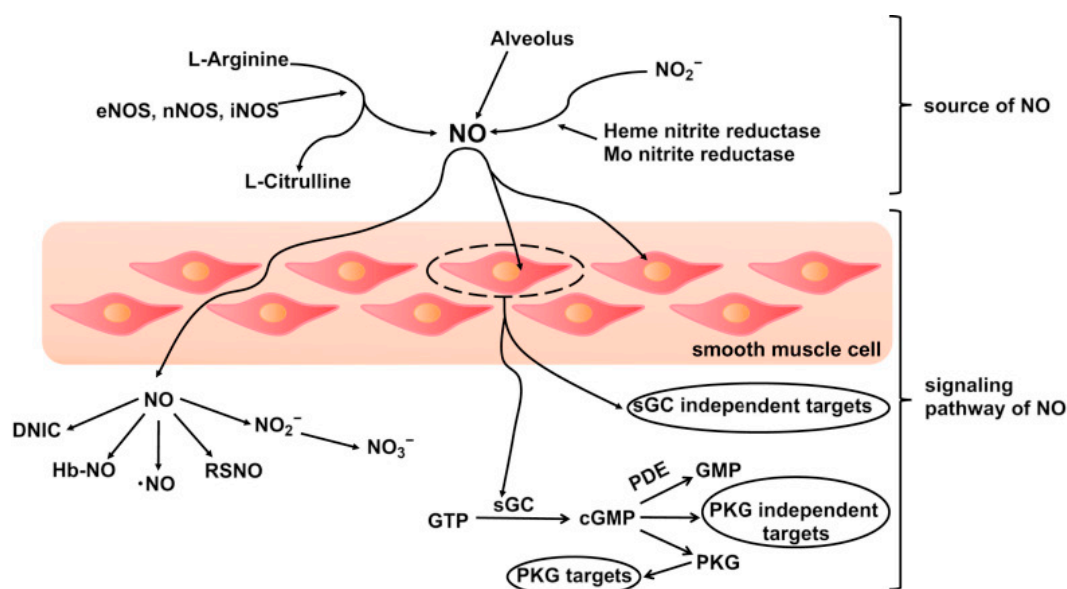 Alveolus
L-Arginine
NO₂⁻
eNOS, nNOS, iNOS
source of NO
NO
Heme nitrite reductase
Mo nitrite reductase
L-Citrulline
smooth muscle cell
signaling
pathway of NO
sGC independent targets
NO
DNIC
NO₂⁻
NO₃⁻
Hb-NO
·NO
RSNO
PDE
GMP
sGC
GTP
cGMP
PKG independent
targets
PKG
PKG targets